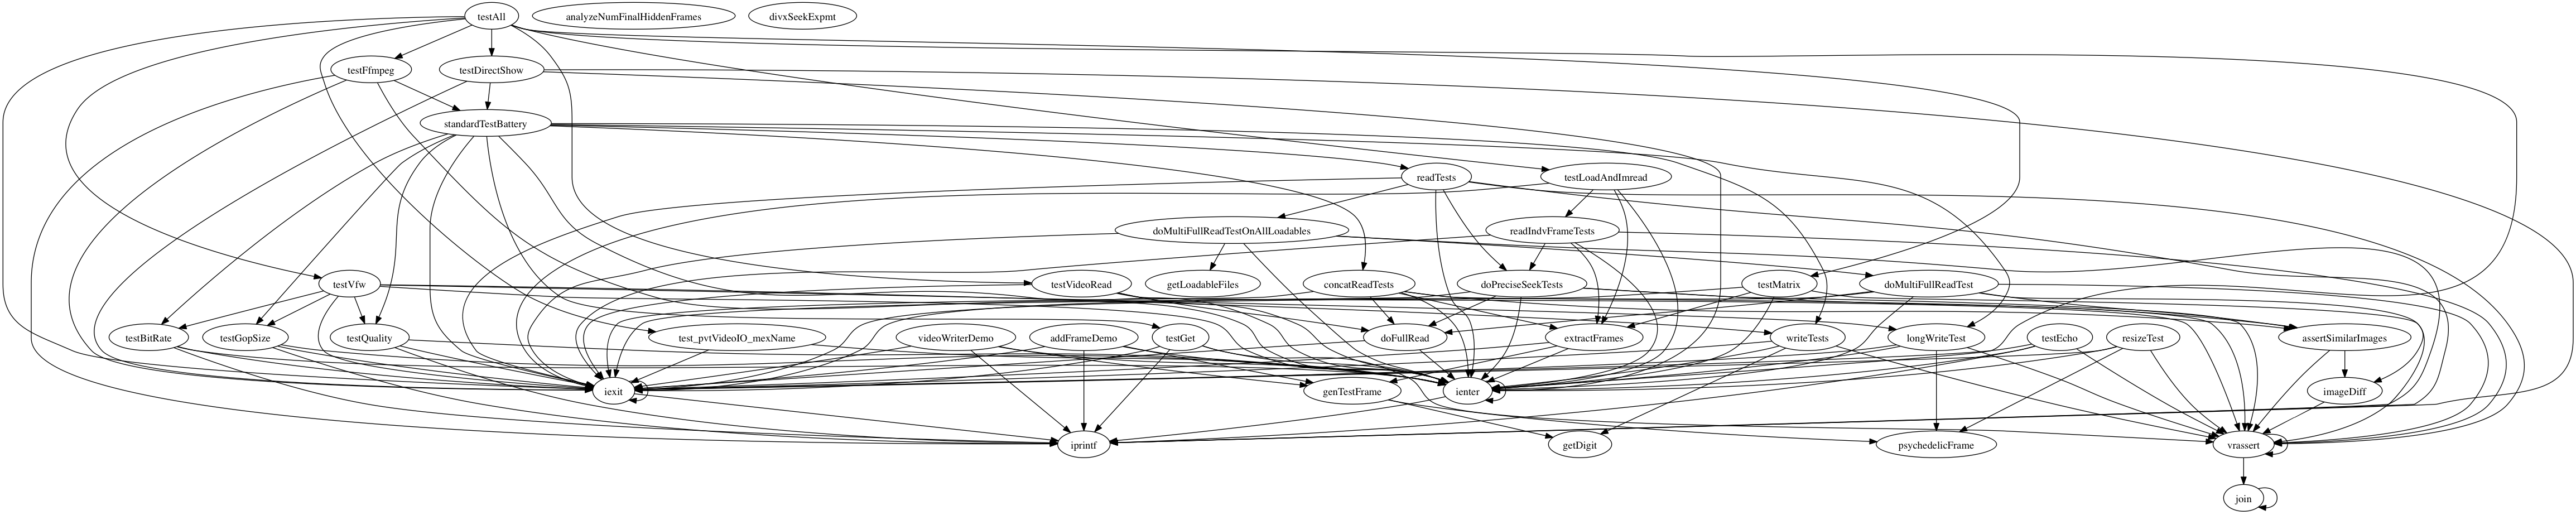 testAll
analyzeNumFinalHiddenFrames
divxSeekExpmt
testFfmpeg
testDirectShow
standardTestBattery
readTests
testLoadAndImread
doMultiFullReadTestOnAllLoadables
readIndvFrameTests
testVfw
testVideoRead
getLoadableFiles
concatReadTests
doPreciseSeekTests
testMatrix
doMultiFullReadTest
testBitRate
testGopSize
testQuality
test_pvtVideoIO_mexName
videoWriterDemo
addFrameDemo
testGet
doFullRead
extractFrames
writeTests
longWriteTest
testEcho
resizeTest
assertSimilarImages
iexit
genTestFrame
ienter
imageDiff
iprintf
getDigit
psychedelicFrame
vrassert
join